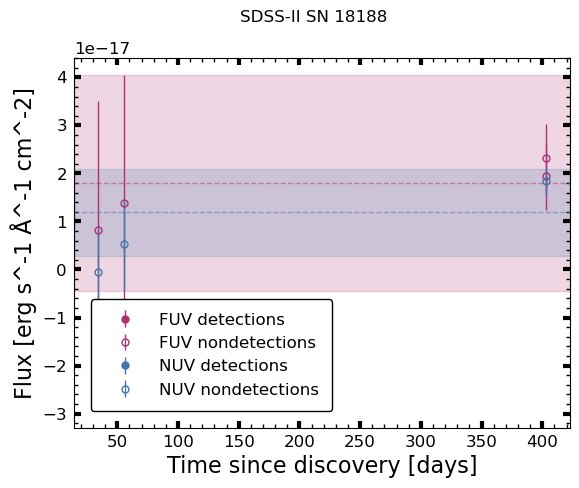 SDSS-II SN 18188
1e−17
4
3
2
1
0
−1
−2
−3
Flux [erg s^-1 Å^-1 cm^-2]
FUV detections
FUV nondetections
NUV detections
NUV nondetections
50 100 150 200 250 300 350 400
Time since discovery [days]